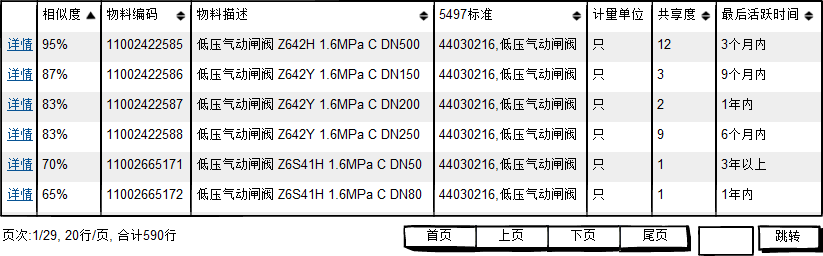 相似度 物料编码 物料描述 5497标准 计量单位 共享度 最后活跃时间
详情 95% 11002422585 低压气动闸阀 Z642H 1.6MPa C DN500 44030216,低压气动闸阀 只 12 3个月内
详情 87% 11002422586 低压气动闸阀 Z642Y 1.6MPa C DN150 44030216,低压气动闸阀 只 3 9个月内
详情 83% 11002422587 低压气动闸阀 Z642Y 1.6MPa C DN200 44030216,低压气动闸阀 只 2 1年内
详情 83% 11002422588 低压气动闸阀 Z642Y 1.6MPa C DN250 44030216,低压气动闸阀 只 9 6个月内
详情 70% 11002665171 低压气动闸阀 Z6S41H 1.6MPa C DN50 44030216,低压气动闸阀 只 1 3年以上
详情 65% 11002665172 低压气动闸阀 Z6S41H 1.6MPa C DN80 44030216,低压气动闸阀 只 1 1年内
页次:1/29, 20行/页, 合计590行 首页 上页 下页 尾页 跳转